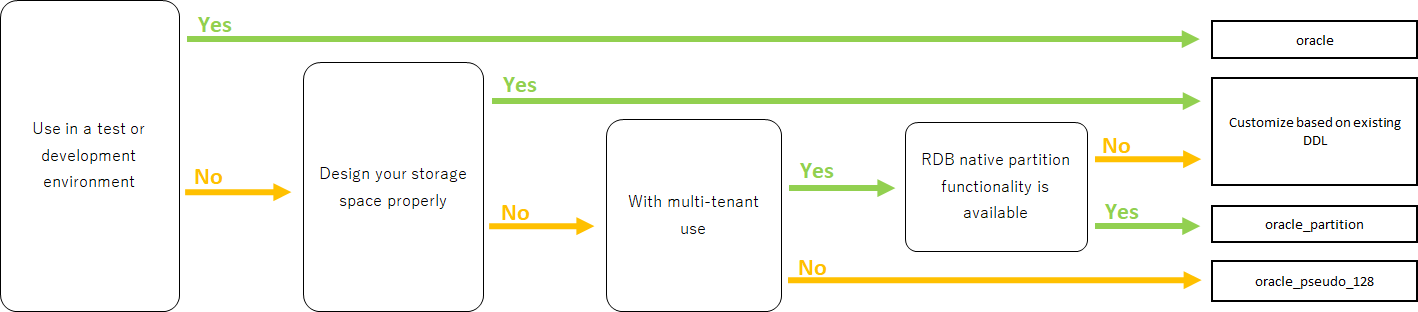 Yes
oracle
Use in a test or
development
environment
No
Yes
Design your storage
space properly
No
With multi-tenant
use
Yes
No
RDB native partition
functionality is
available
No
Yes
Customize based on existing
DDL
oracle_partition
oracle_pseudo_128